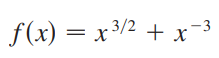 f(x) = x^{3/2} + x^{-3}